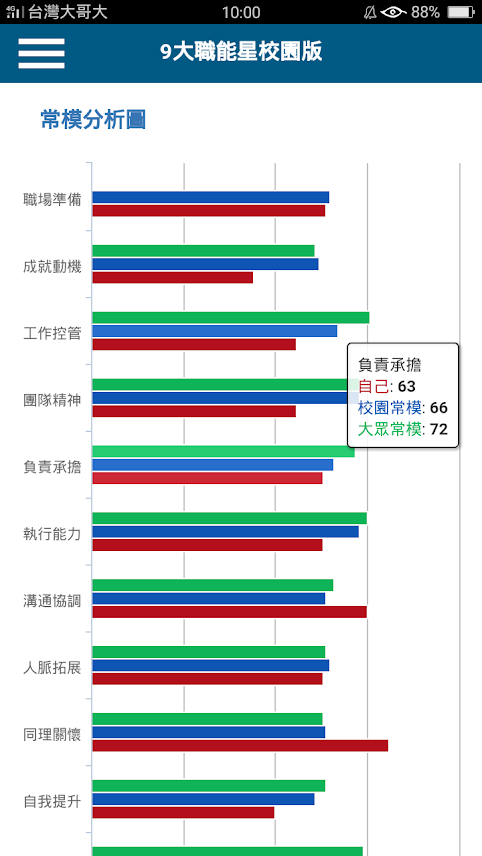 4G 台灣大哥大 10:00 88%
9大職能星校園版
常模分析圖
職場準備
成就動機
工作控管
團隊精神
負責承擔
執行能力
溝通協調
人脈拓展
同理關懷
自我提升
負責承擔
自己: 63
校園常模: 66
大眾常模: 72